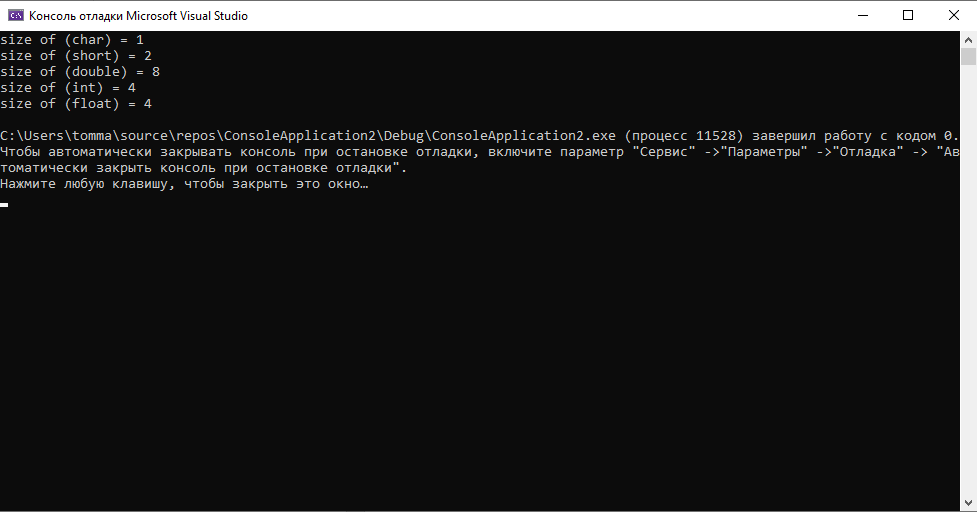 Консоль отладки Microsoft Visual Studio
size of (char) = 1
size of (short) = 2
size of (double) = 8
size of (int) = 4
size of (float) = 4
C:\Users\tomma\source\repos\ConsoleApplication2\Debug\ConsoleApplication2.exe (процесс 11528) завершил работу с кодом 0.
Чтобы автоматически закрывать консоль при остановке отладки, включите параметр "Сервис" ->"Параметры" ->"Отладка" -> "Ав
томатически закрыть консоль при остановке отладки".
Нажмите любую клавишу, чтобы закрыть это окно…